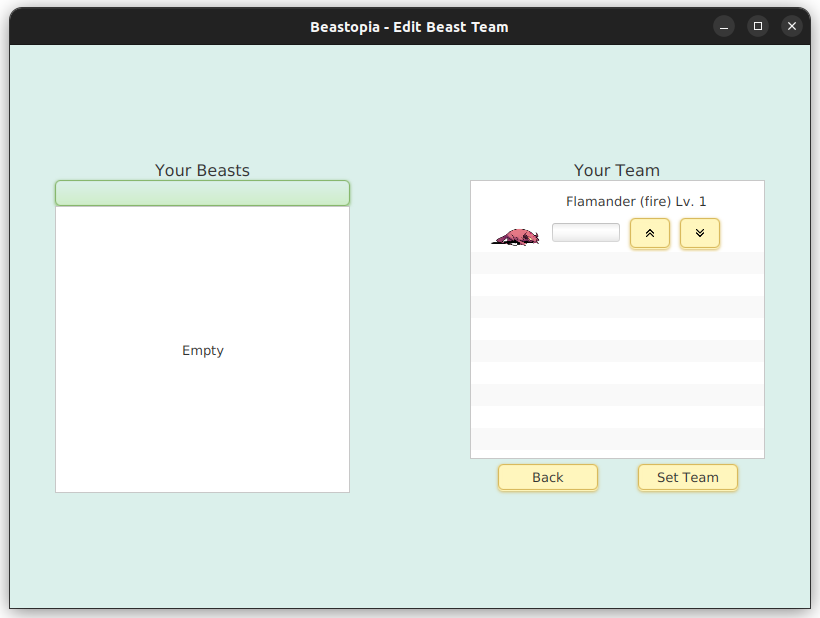 Beastopia - Edit Beast Team
Your Beasts
Empty
Your Team
Flamander (fire) Lv. 1
Back
Set Team